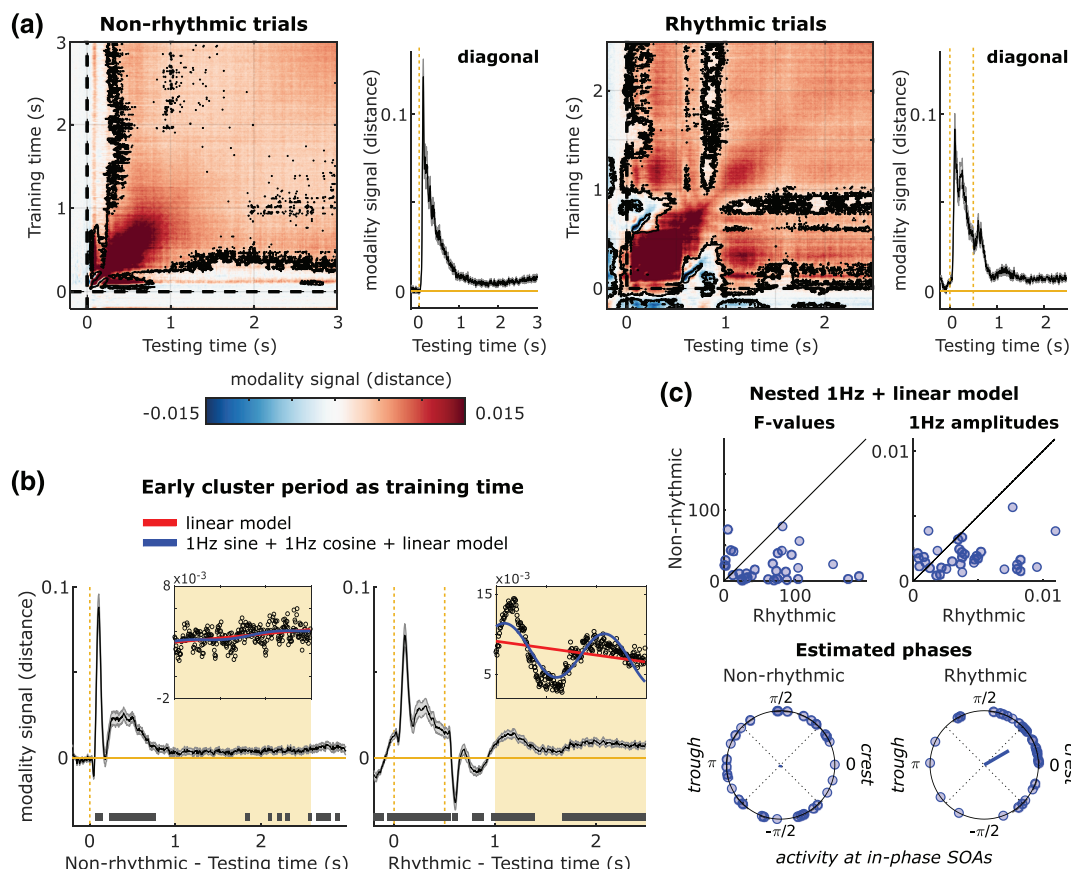 (a)
Non-rhythmic trials
Training time (s)
3
2
1
0
0 1 2 3
Testing time (s)
diagonal
modality signal (distance)
0.1
0
0 1 2 3
Testing time (s)
Rhythmic trials
Training time (s)
2
1
0
0 1 2
Testing time (s)
diagonal
modality signal (distance)
0.1
0
0 1 2
Testing time (s)
modality signal (distance)
-0.015 0.015
(b)
Early cluster period as training time
linear model
1Hz sine + 1Hz cosine + linear model
modality signal (distance)
0.1
0
x10-3
8
-2
0 1 2
Non-rhythmic - Testing time (s)
0.1
0
x10-3
15
5
0 1 2
Rhythmic - Testing time (s)
(c)
Nested 1Hz + linear model
F-values
Non-rhythmic
100
0
0 100
Rhythmic
1Hz amplitudes
0.01
0
0 0.01
Rhythmic
Estimated phases
Non-rhythmic
π/2
trough
π
0
crest
-π/2
Rhythmic
π/2
trough
π
0
crest
-π/2
activity at in-phase SOAs